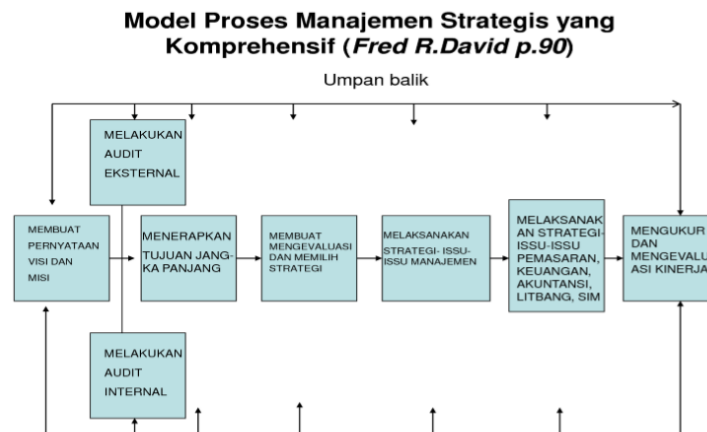 Model Proses Manajemen Strategis yang
Komprehensif (Fred R.David p.90)
Umpan balik
MELAKUKAN
AUDIT
EKSTERNAL
MEMBUAT
PERNYATAAN
VISI DAN
MISI
MENERAPKAN
TUJUAN JANG-
KA PANJANG
MEMBUAT
MENGEVALUASI
DAN MEMILIH
STRATEGI
MELAKSANAKAN
STRATEGI- ISSU-
ISSU MANAJEMEN
MELAKSANAK
AN STRATEGI-
ISSU-ISSU
PEMASARAN,
KEUANGAN,
AKUNTANSI,
LITBANG, SIM
MENGUKUR
DAN
MENGEVALU
ASI KINERJA
MELAKUKAN
AUDIT
INTERNAL